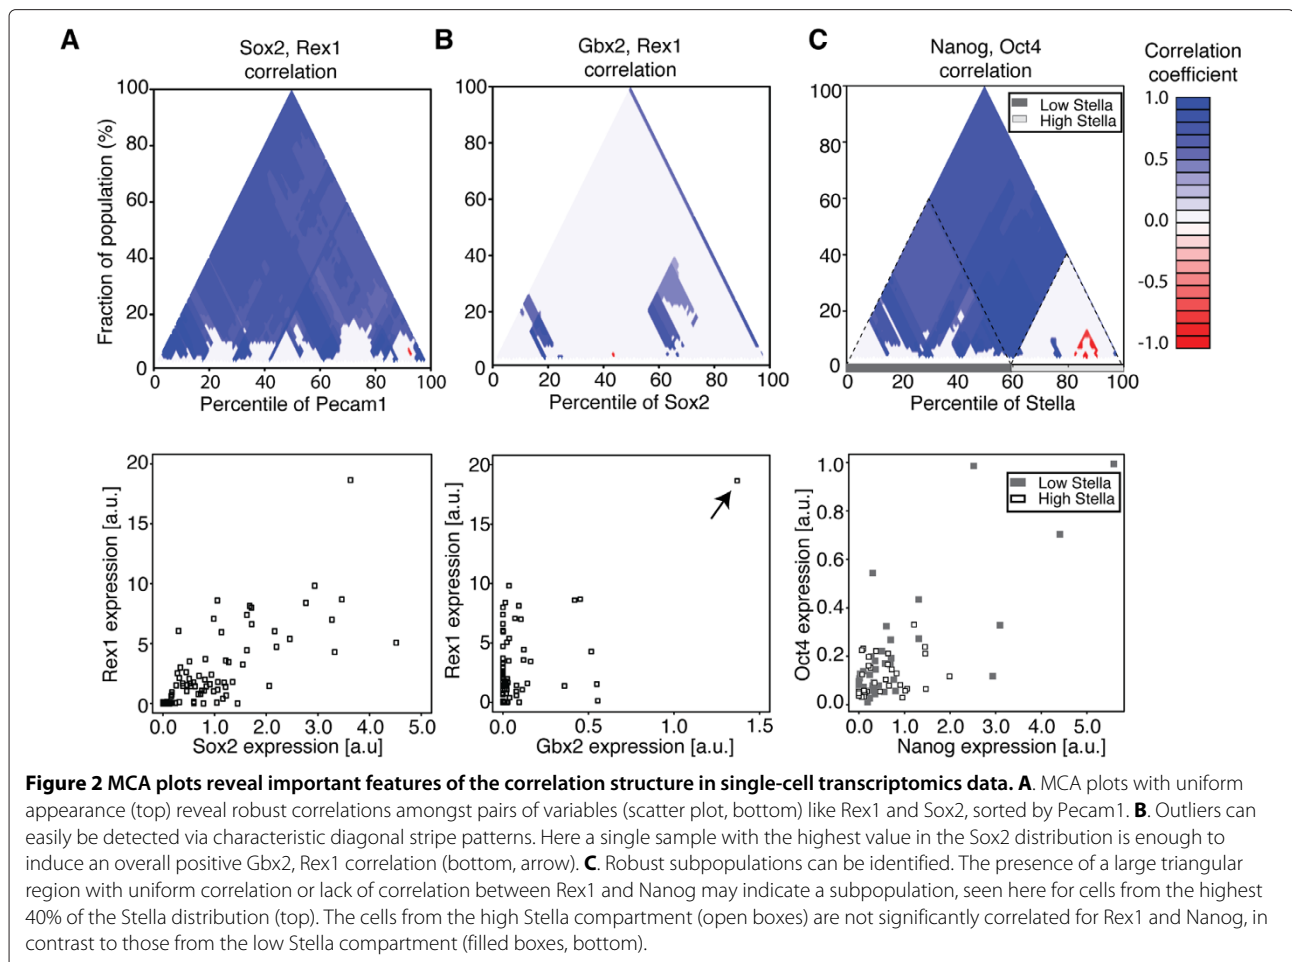 A
Sox2, Rex1
correlation
B
Gbx2, Rex1
correlation
C
Nanog, Oct4
correlation
Correlation
coefficient
Fraction of population (%)
100
80
60
40
20
0
0 20 40 60 80 100
Percentile of Pecam1
100
80
60
40
20
0
0 20 40 60 80 100
Percentile of Sox2
100
80
60
40
20
0
Low Stella
High Stella
0 20 40 60 80 100
Percentile of Stella
1.0
0.5
0.0
-0.5
-1.0
Rex1 expression [a.u.]
20
15
10
5
0
0.0 1.0 2.0 3.0 4.0 5.0
Sox2 expression [a.u]
Rex1 expression [a.u.]
20
15
10
5
0
0.0 0.5 1.0 1.5
Gbx2 expression [a.u.]
Oct4 expression [a.u.]
1.0
0.8
0.6
0.4
0.2
0.0
Low Stella
High Stella
0.0 1.0 2.0 3.0 4.0 5.0
Nanog expression [a.u.]
Figure 2 MCA plots reveal important features of the correlation structure in single-cell transcriptomics data. A. MCA plots with uniform
appearance (top) reveal robust correlations amongst pairs of variables (scatter plot, bottom) like Rex1 and Sox2, sorted by Pecam1. B. Outliers can
easily be detected via characteristic diagonal stripe patterns. Here a single sample with the highest value in the Sox2 distribution is enough to
induce an overall positive Gbx2, Rex1 correlation (bottom, arrow). C. Robust subpopulations can be identified. The presence of a large triangular
region with uniform correlation or lack of correlation between Rex1 and Nanog may indicate a subpopulation, seen here for cells from the highest
40% of the Stella distribution (top). The cells from the high Stella compartment (open boxes) are not significantly correlated for Rex1 and Nanog, in
contrast to those from the low Stella compartment (filled boxes, bottom).